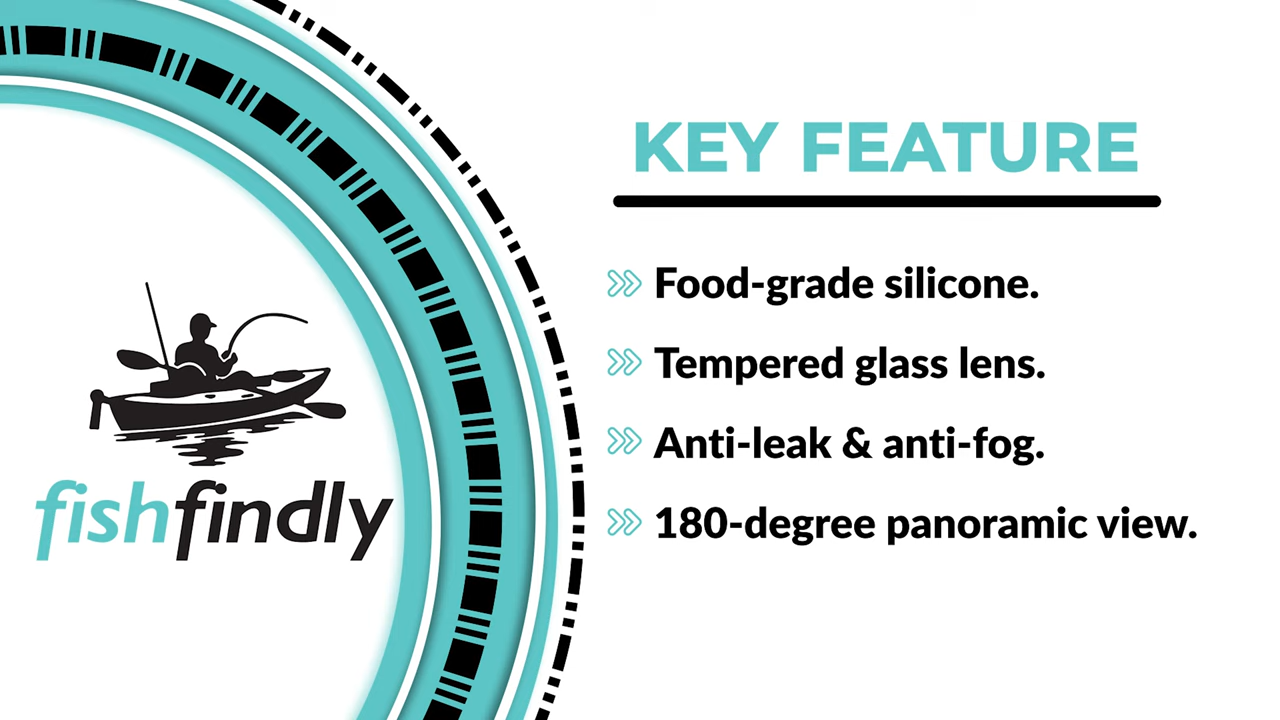 KEY FEATURE
Food-grade silicone.
Tempered glass lens.
Anti-leak & anti-fog.
180-degree panoramic view.
fishfindly